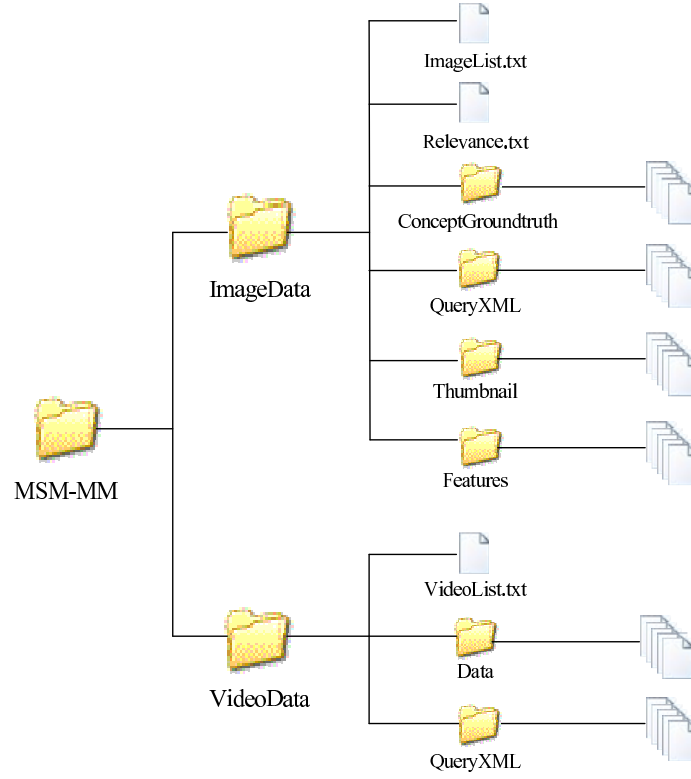 ImageList.txt
Relevance.txt
ConceptGroundtruth
ImageData
QueryXML
Thumbnail
Features
MSM-MM
VideoList.txt
VideoData
Data
QueryXML